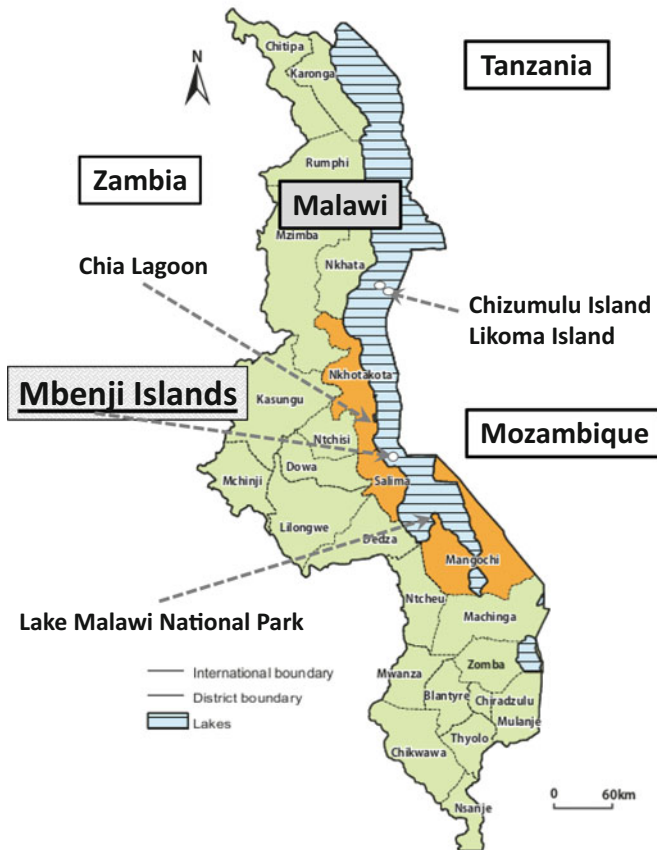 Chitipa
N
Karonga
Tanzania
Rumphi
Zambia
Malawi
Mzimba
Chia Lagoon
Nkhata
Chizumulu Island
Likoma Island
Nkhotakota
Mbenji Islands
Kasungu
Mozambique
Ntchisi
Dowa
Mchinji
Salima
Lilongwe
Dedza
Mangochi
Lake Malawi National Park
Ntcheu
Machinga
International boundary
Zomba
Mwanza
District boundary
Blantyre
Chiradzulu
Lakes
Mulanje
Thyolo
Chikwawa
0 60km
Nsanje